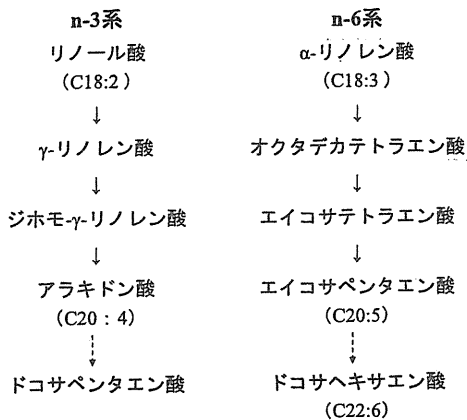 n-3系
リノール酸
(C18:2 )
↓
γ-リノレン酸
↓
ジホモ-γ-リノレン酸
↓
アラキドン酸
(C20：4)
ドコサペンタエン酸
n-6系
α-リノレン酸
(C18:3)
↓
オクタデカテトラエン酸
↓
エイコサテトラエン酸
↓
エイコサペンタエン酸
(C20:5)
ドコサヘキサエン酸
(C22:6)